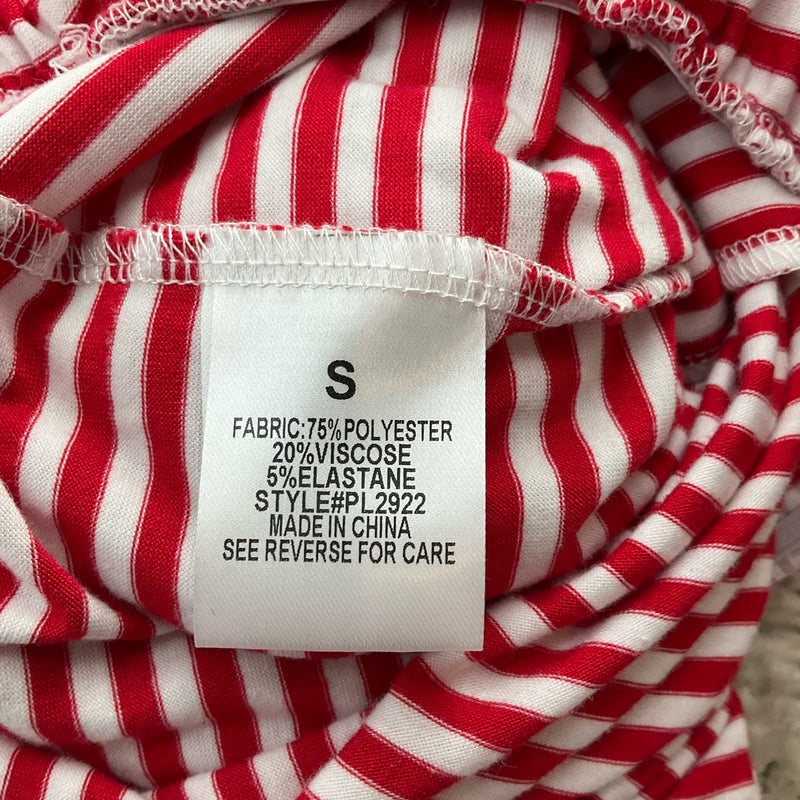 S
FABRIC:75%POLYESTER
20%VISCOSE
5%ELASTANE
STYLE#PL2922
MADE IN CHINA
SEE REVERSE FOR CARE